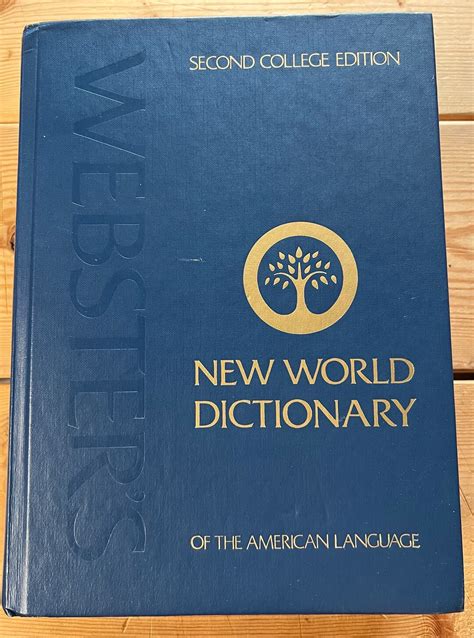 WEBSTER'S
SECOND COLLEGE EDITION
NEW WORLD
DICTIONARY
OF THE AMERICAN LANGUAGE